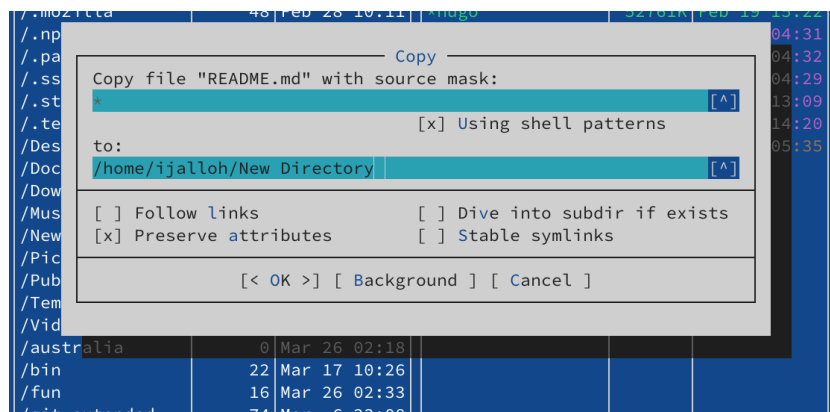 /.mozilla 48 Feb 28 10:11 *hugo 52761K Feb 19 15:22
/.np 04:31
/.pa Copy 04:32
/.ss Copy file "README.md" with source mask: 04:29
/.st * [^] 13:09
/.te [x] Using shell patterns 14:20
/Des to: 05:35
/Doc /home/ijalloh/New Directory [^]
/Dow
/Mus [ ] Follow links [ ] Dive into subdir if exists
/New [x] Preserve attributes [ ] Stable symlinks
/Pic
/Pub [< OK >] [ Background ] [ Cancel ]
/Tem
/Vid
/australia 0 Mar 26 02:18
/bin 22 Mar 17 10:26
/fun 16 Mar 26 02:33